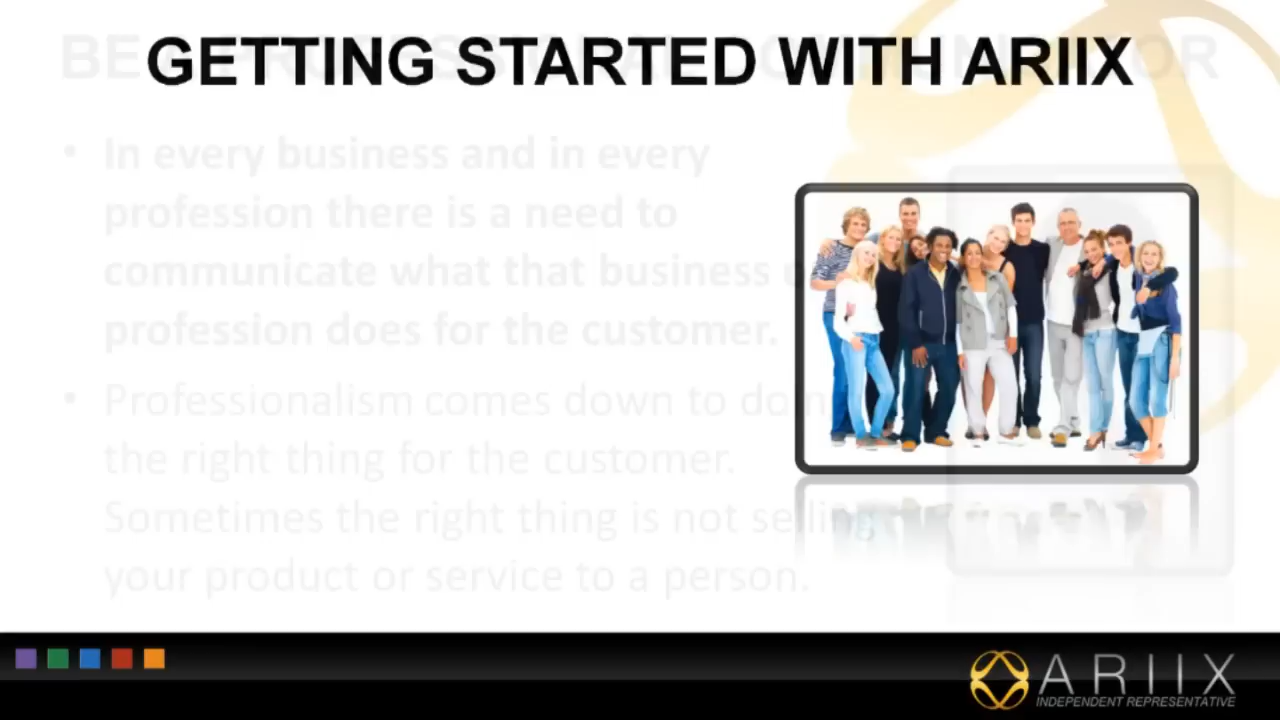 GETTING STARTED WITH ARIIX
• In every business and in every
profession there is a need to
communicate what that business
profession does for the customer.
• Professionalism comes down to doin
the right thing for the customer.
Sometimes the right thing is not selling
your product or service to a person.
ARIIX
INDEPENDENT REPRESENTATIVE